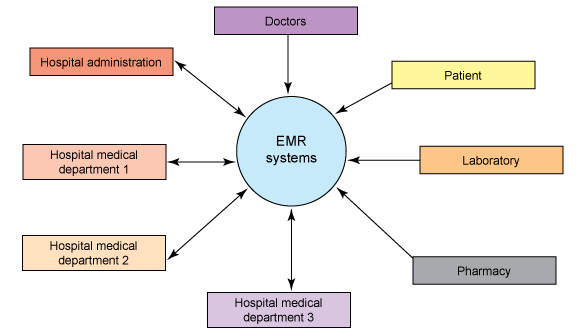 Doctors
Hospital administration
Patient
EMR
systems
Hospital medical
department 1
Laboratory
Hospital medical
department 2
Pharmacy
Hospital medical
department 3